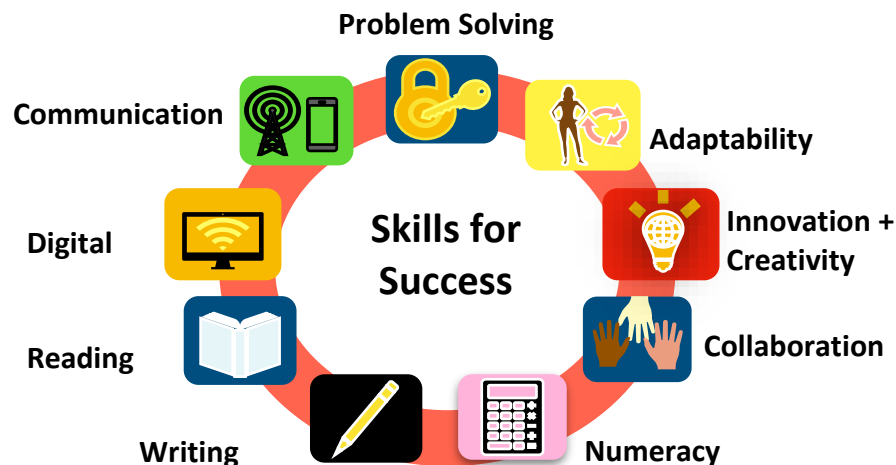 Problem Solving
Communication
Adaptability
Skills for
Success
Innovation +
Creativity
Digital
Reading
Collaboration
Writing
Numeracy